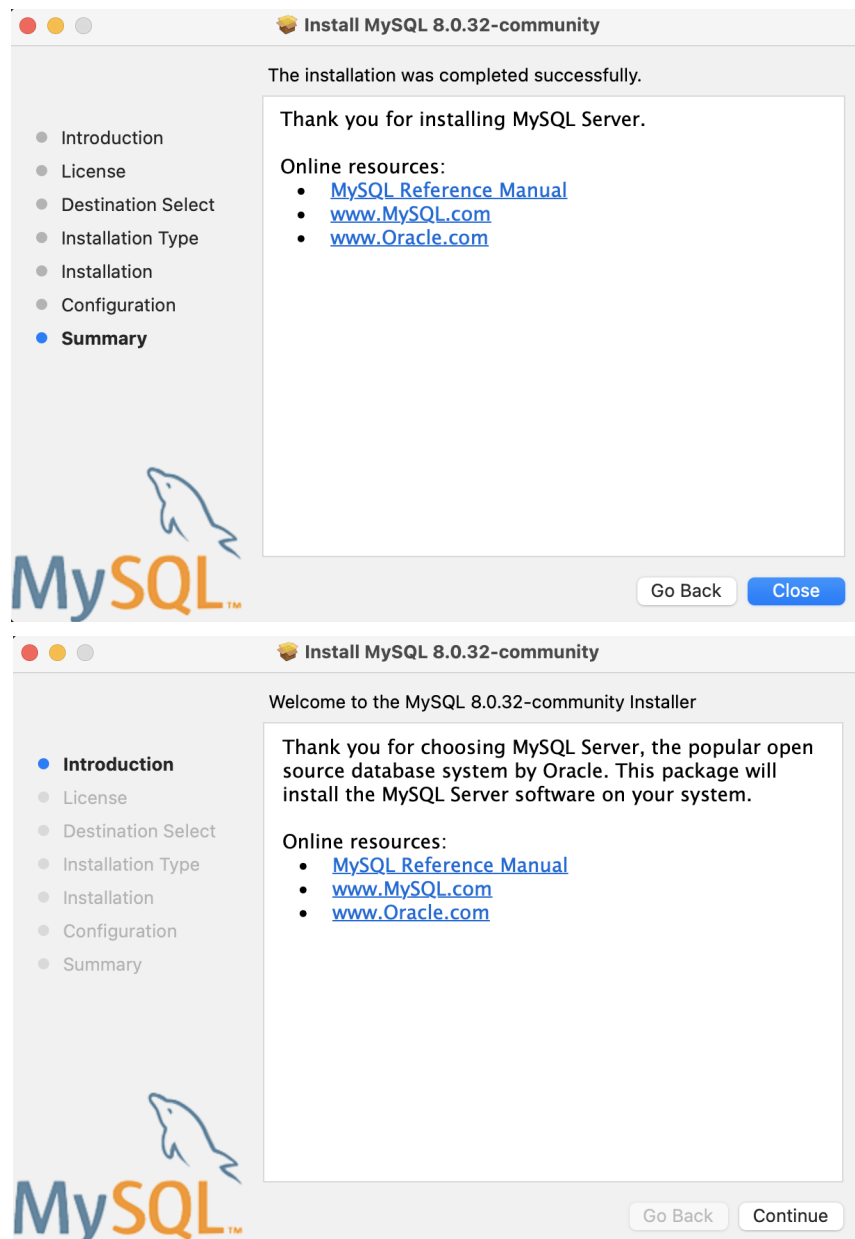 Install MySQL 8.0.32-community
The installation was completed successfully.
Introduction
License
Destination Select
Installation Type
Installation
Configuration
Summary
Thank you for installing MySQL Server.
Online resources:
• MySQL Reference Manual
• www.MySQL.com
• www.Oracle.com
MySQL™
Go Back
Close
Install MySQL 8.0.32-community
Welcome to the MySQL 8.0.32-community Installer
Introduction
License
Destination Select
Installation Type
Installation
Configuration
Summary
Thank you for choosing MySQL Server, the popular open
source database system by Oracle. This package will
install the MySQL Server software on your system.
Online resources:
• MySQL Reference Manual
• www.MySQL.com
• www.Oracle.com
MySQL™
Go Back
Continue